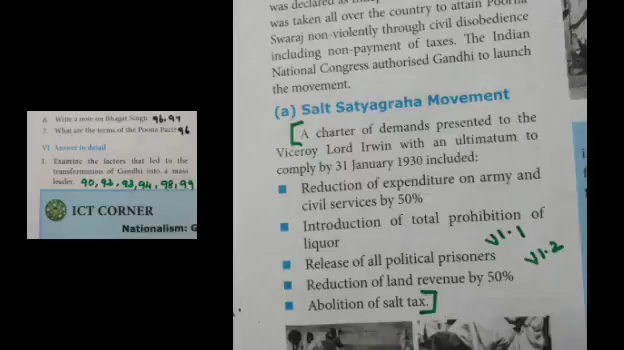 6. Write a note on Bhagat Singh. 96,97
7. What are the terms of the Poona Pact? 96
VI Answer in detail
1. Examine the factors that led to the
transformation of Gandhi into a mass
leader. 90, 92, 93, 94, 98, 99
ICT CORNER
Nationalism: G
was taken all over the country to attain Poorna
Swaraj non-violently through civil disobedience
including non-payment of taxes. The Indian
National Congress authorised Gandhi to launch
the movement.
(a) Salt Satyagraha Movement
[A charter of demands presented to the
Viceroy Lord Irwin with an ultimatum to
comply by 31 January 1930 included:
■ Reduction of expenditure on army and
civil services by 50%
■ Introduction of total prohibition of
liquor
■ Release of all political prisoners VI.1
■ Reduction of land revenue by 50% VI.2
■ Abolition of salt tax.]